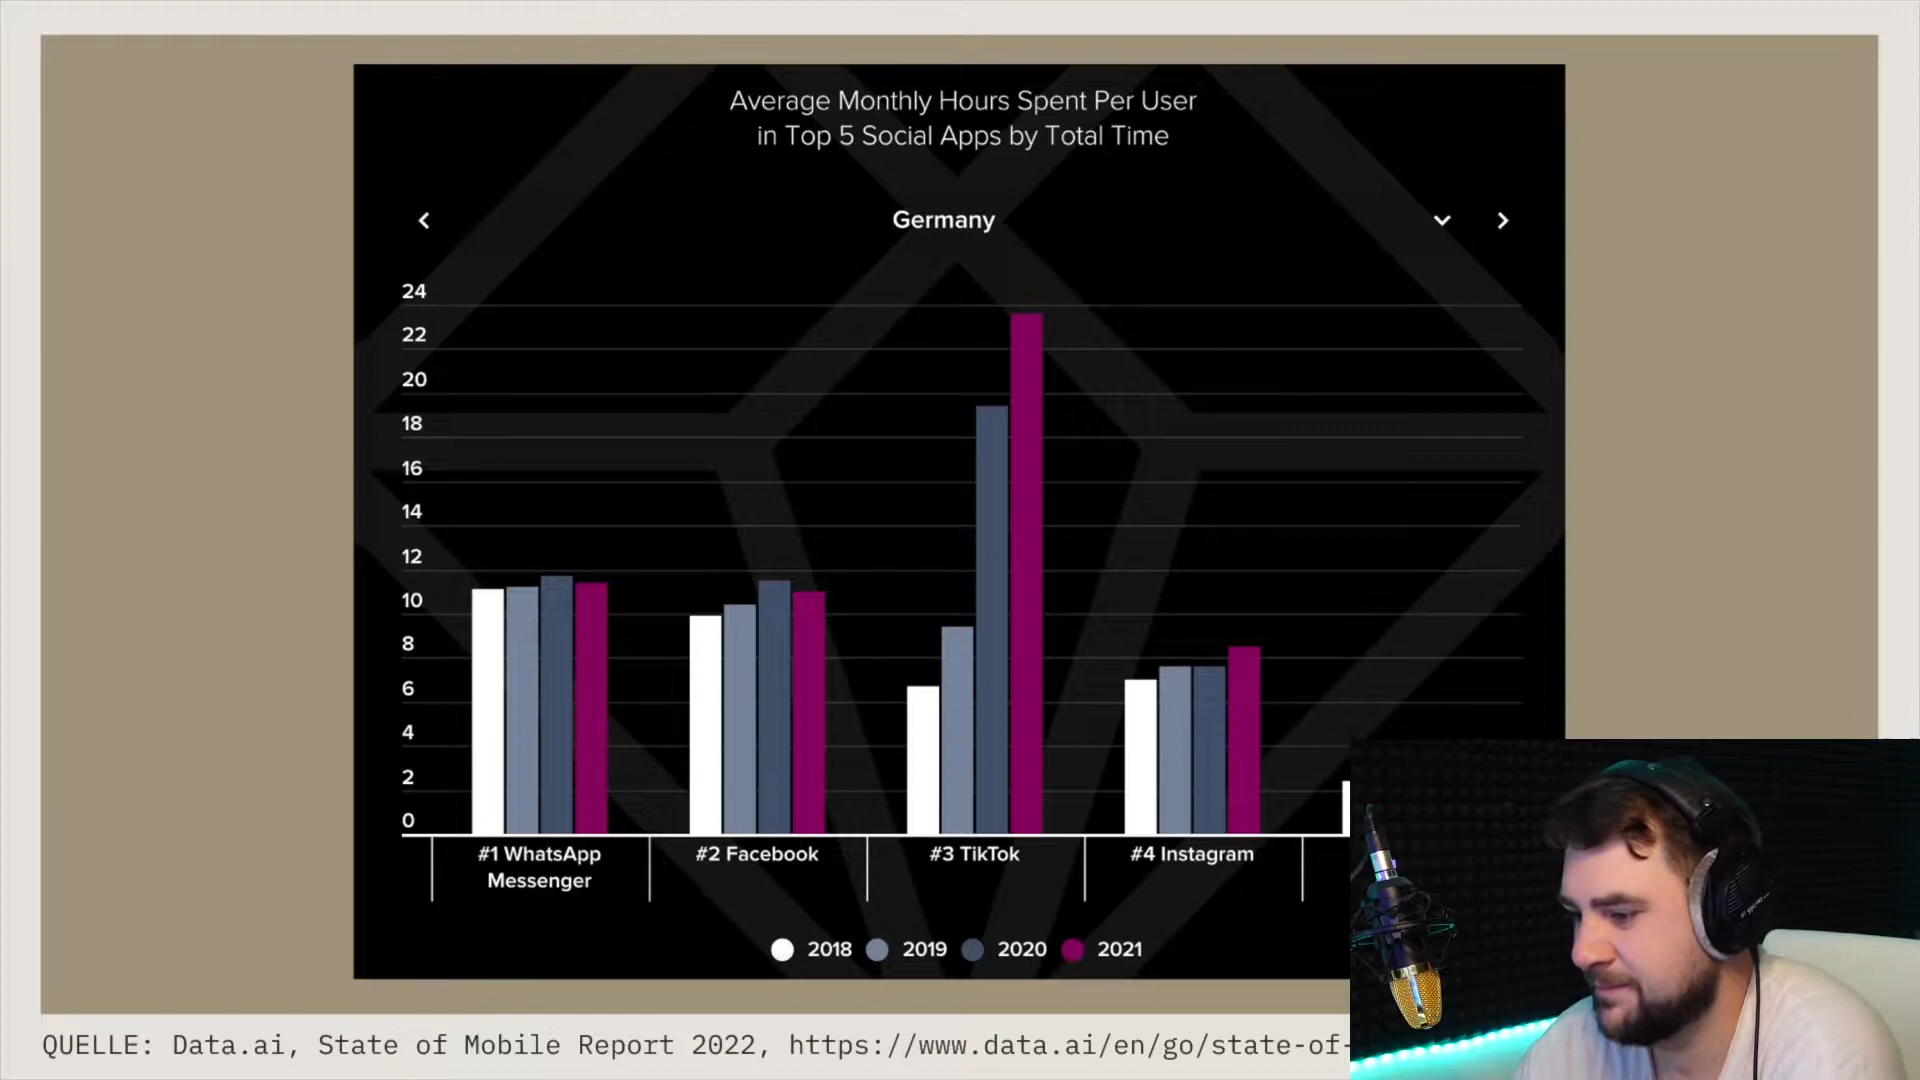 Average Monthly Hours Spent Per User
in Top 5 Social Apps by Total Time
Germany
24
22
20
18
16
14
12
10
8
6
4
2
0
#1 WhatsApp
Messenger
#2 Facebook
#3 TikTok
#4 Instagram
2018
2019
2020
2021
QUELLE: Data.ai, State of Mobile Report 2022, https://www.data.ai/en/go/state-of-